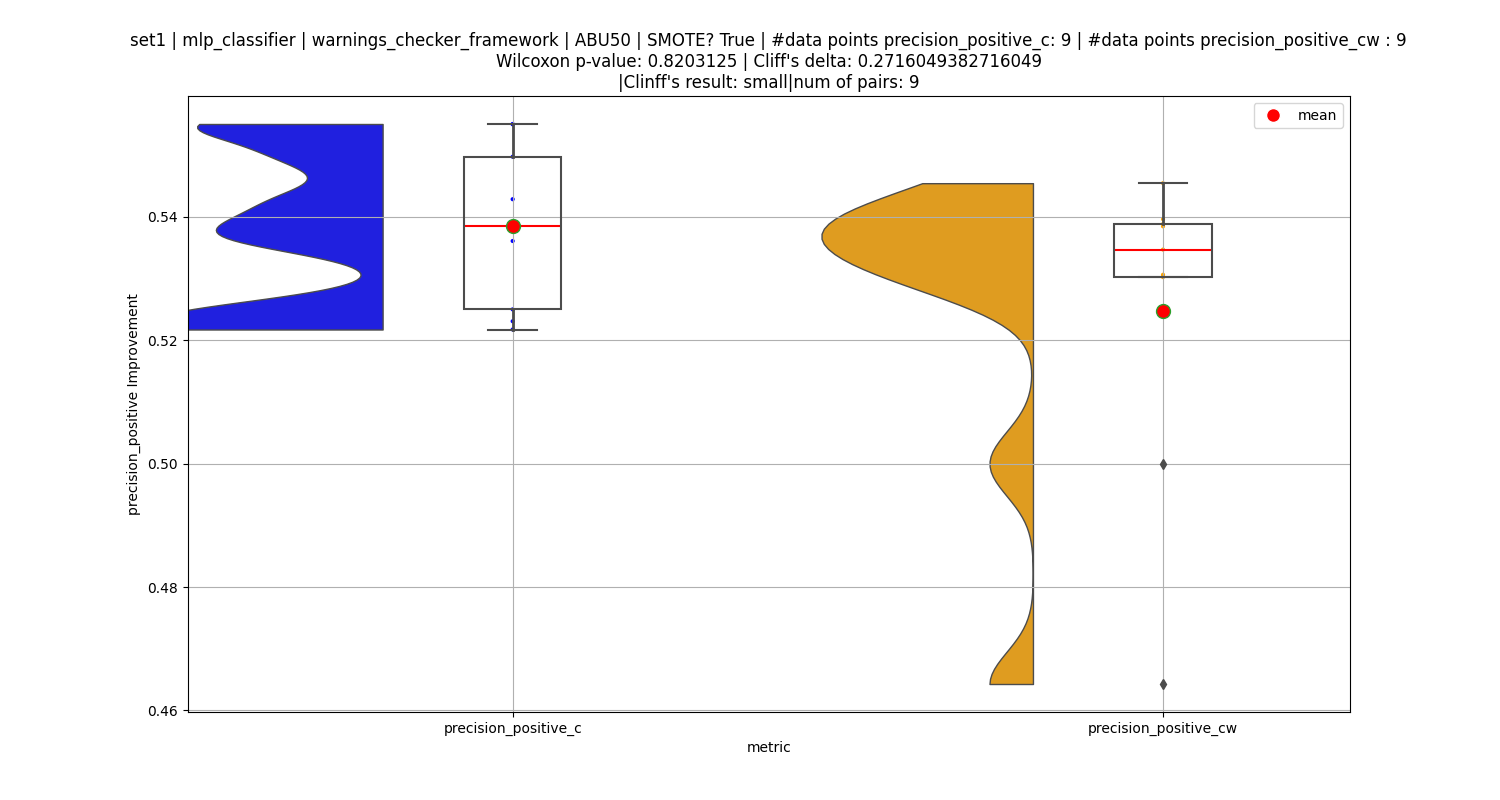 set1 | mlp_classifier | warnings_checker_framework | ABU50 | SMOTE? True | #data points precision_positive_c: 9 | #data points precision_positive_cw : 9
Wilcoxon p-value: 0.8203125 | Cliff's delta: 0.2716049382716049
|Clinff's result: small|num of pairs: 9
mean
precision_positive Improvement
0.54
0.52
0.50
0.48
0.46
precision_positive_c
precision_positive_cw
metric